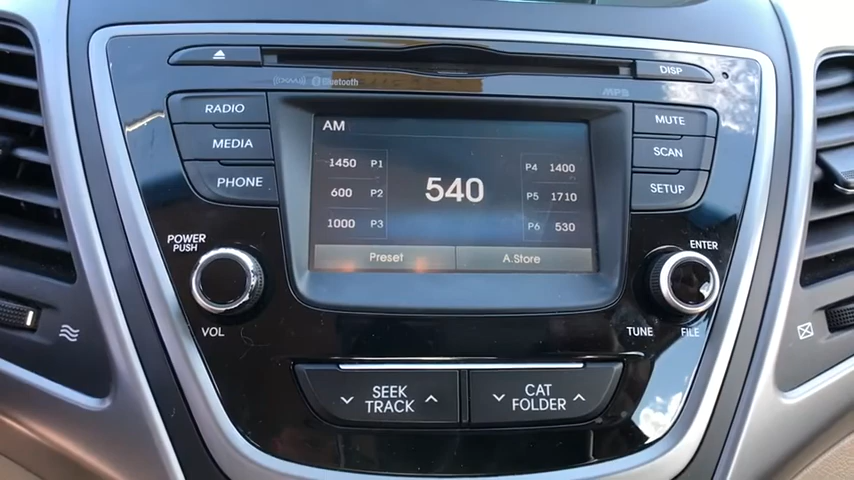 DISP
((XM)) Bluetooth
MP3
RADIO
MEDIA
PHONE
AM
1450 P1
600 P2
1000 P3
540
P4 1400
P5 1710
P6 530
Preset
A.Store
MUTE
SCAN
SETUP
POWER
PUSH
VOL
ENTER
TUNE
FILE
SEEK
TRACK
CAT
FOLDER